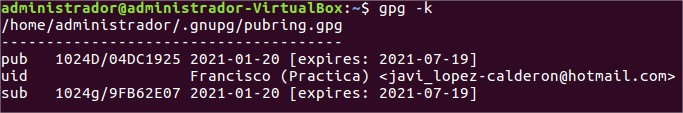 administrador@administrador-VirtualBox:~$ gpg -k
/home/administrador/.gnupg/pubring.gpg
-------------------------------------
pub   1024D/04DC1925 2021-01-20 [expires: 2021-07-19]
uid                  Francisco (Practica) <javi_lopez-calderon@hotmail.com>
sub   1024g/9FB62E07 2021-01-20 [expires: 2021-07-19]